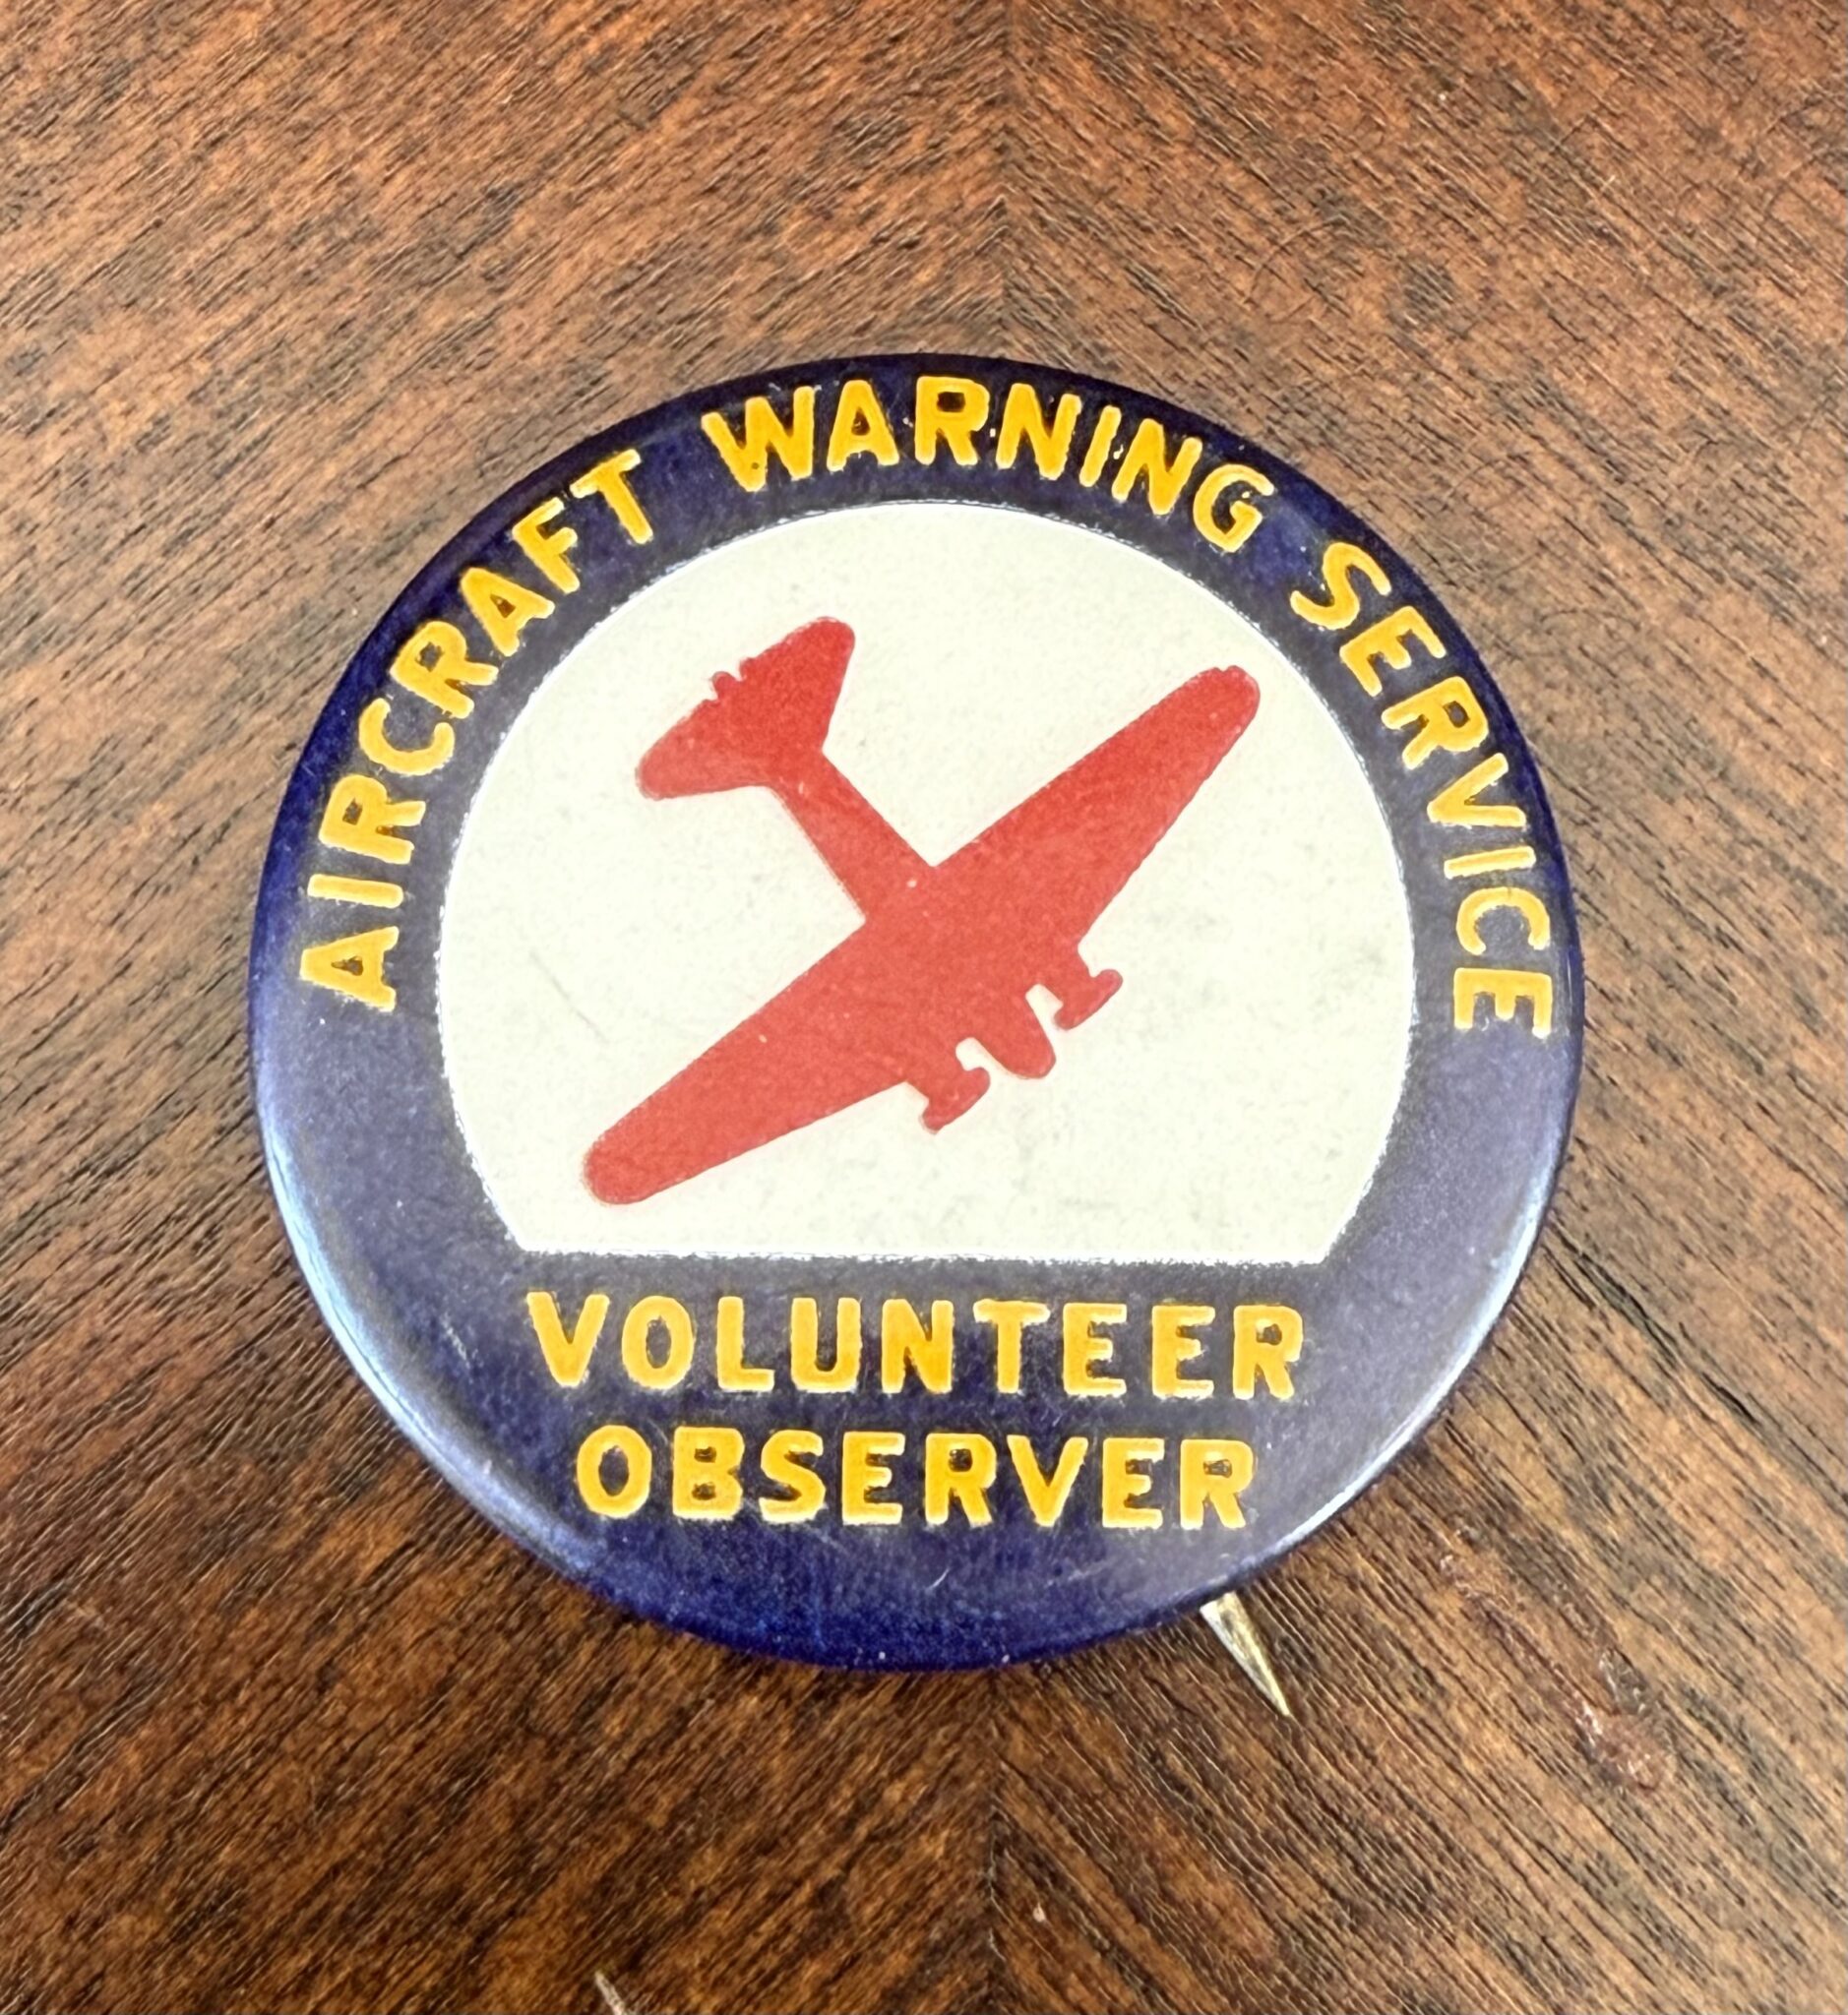 AIRCRAFT WARNING SERVICE
VOLUNTEER
OBSERVER